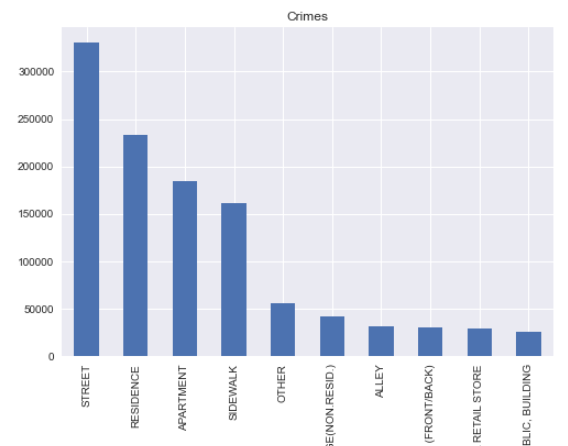 Crimes
300000
250000
200000
150000
100000
50000
0
STREET
RESIDENCE
APARTMENT
SIDEWALK
OTHER
GE(NON.RESID.)
ALLEY
(FRONT/BACK)
RETAIL STORE
BLIC, BUILDING